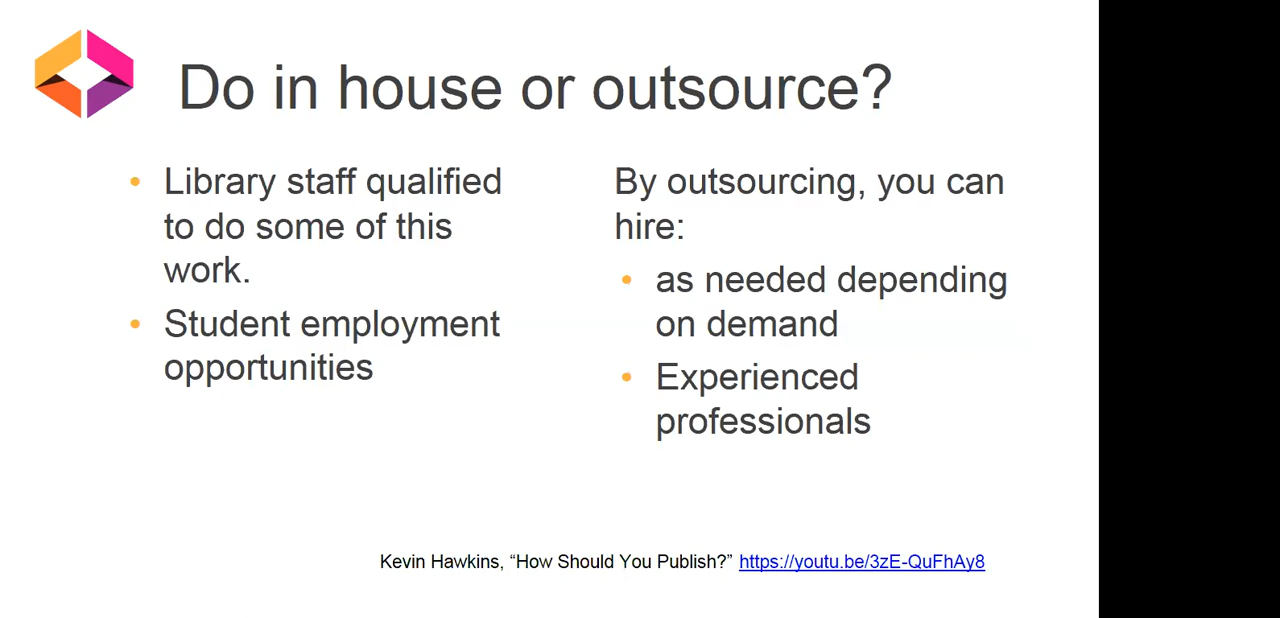 Do in house or outsource?
• Library staff qualified
to do some of this
work.
• Student employment
opportunities
By outsourcing, you can
hire:
• as needed depending
on demand
• Experienced
professionals
Kevin Hawkins, “How Should You Publish?” https://youtu.be/3zE-QuFhAy8